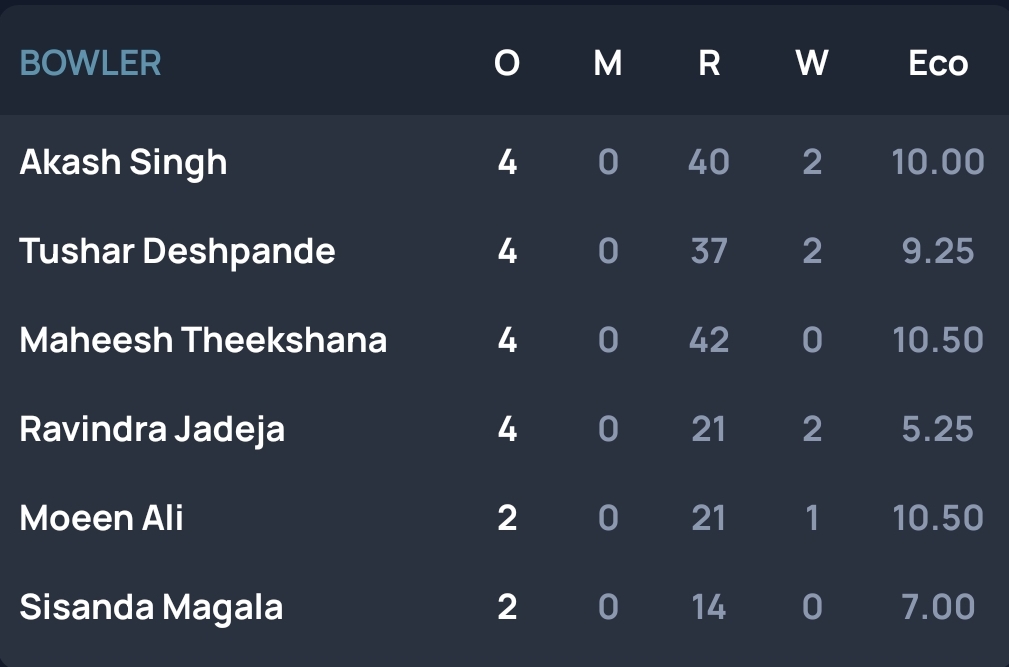 BOWLER O M R W Eco
Akash Singh 4 0 40 2 10.00
Tushar Deshpande 4 0 37 2 9.25
Maheesh Theekshana 4 0 42 0 10.50
Ravindra Jadeja 4 0 21 2 5.25
Moeen Ali 2 0 21 1 10.50
Sisanda Magala 2 0 14 0 7.00